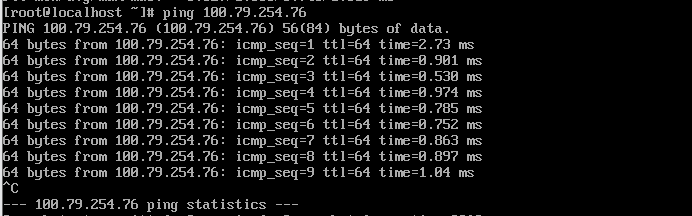 [root@localhost ~]# ping 100.79.254.76
PING 100.79.254.76 (100.79.254.76) 56(84) bytes of data.
64 bytes from 100.79.254.76: icmp_seq=1 ttl=64 time=2.73 ms
64 bytes from 100.79.254.76: icmp_seq=2 ttl=64 time=0.901 ms
64 bytes from 100.79.254.76: icmp_seq=3 ttl=64 time=0.530 ms
64 bytes from 100.79.254.76: icmp_seq=4 ttl=64 time=0.974 ms
64 bytes from 100.79.254.76: icmp_seq=5 ttl=64 time=0.785 ms
64 bytes from 100.79.254.76: icmp_seq=6 ttl=64 time=0.752 ms
64 bytes from 100.79.254.76: icmp_seq=7 ttl=64 time=0.863 ms
64 bytes from 100.79.254.76: icmp_seq=8 ttl=64 time=0.897 ms
64 bytes from 100.79.254.76: icmp_seq=9 ttl=64 time=1.04 ms
^C
--- 100.79.254.76 ping statistics ---